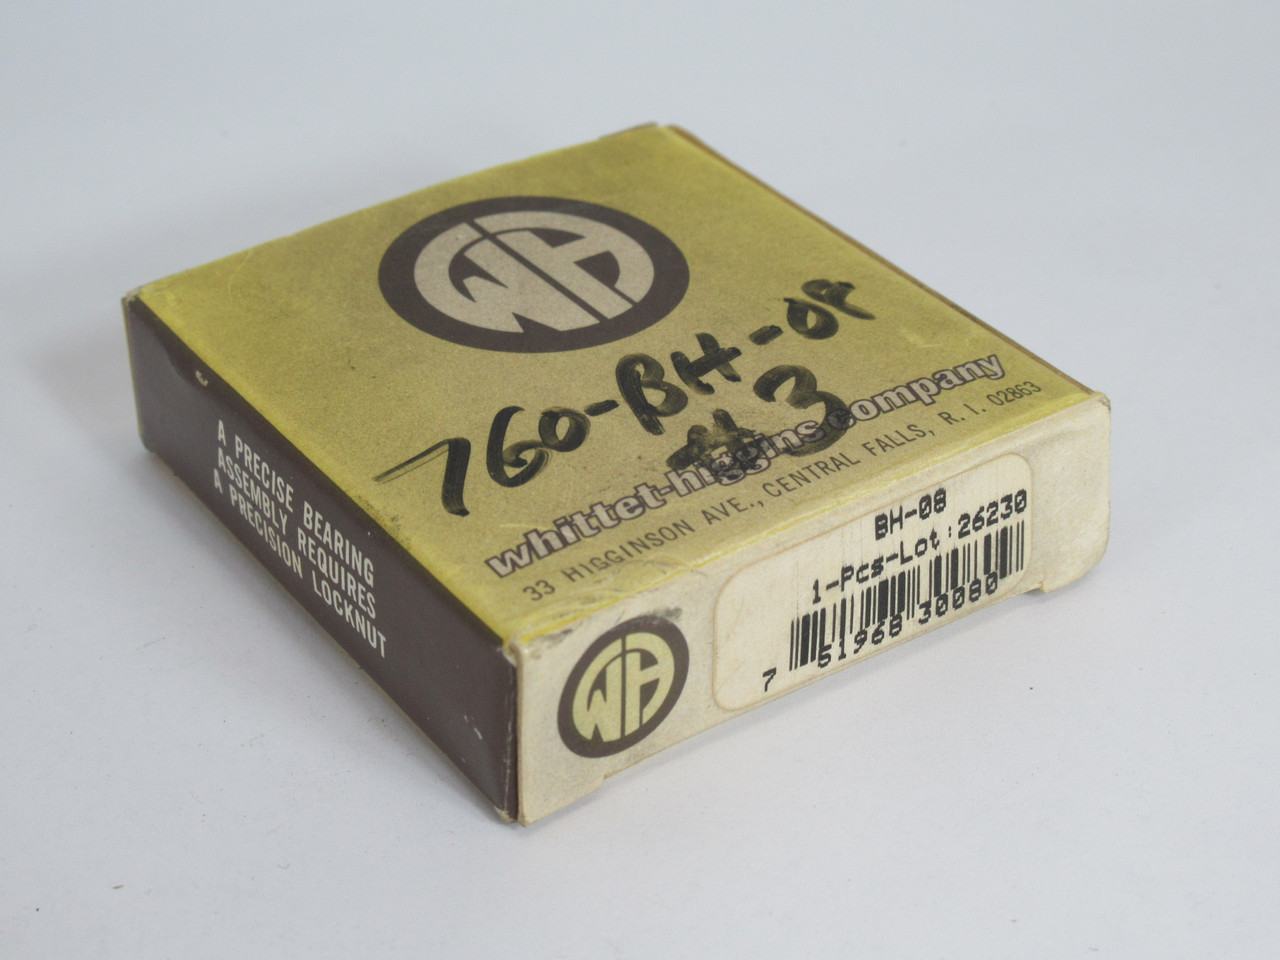 WH
760-BH-08
#3
whittet-higgins company
33 HIGGINSON AVE., CENTRAL FALLS, R.I. 02863
A PRECISE BEARING
ASSEMBLY REQUIRES
A PRECISION LOCKNUT
WH
BH-08
1-Pcs-Lot:26230
7 51968 30080